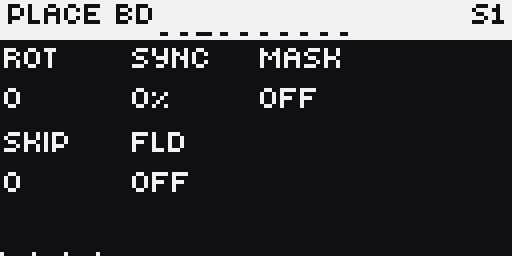 PLACE BD S1
ROT SYNC MASK
0 0% OFF
SKIP FLD
0 OFF